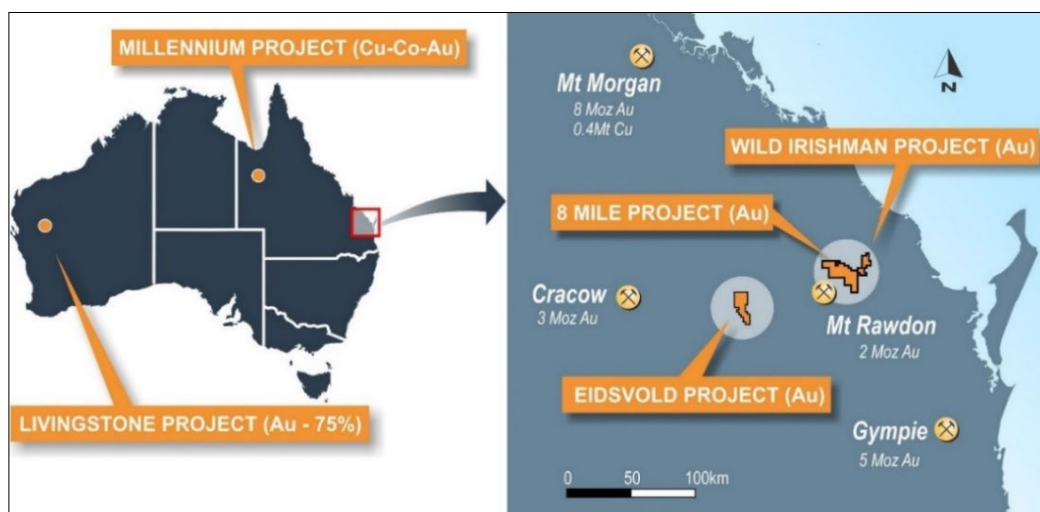 MILLENNIUM PROJECT (Cu-Co-Au)
LIVINGSTONE PROJECT (Au - 75%)
Mt Morgan
8 Moz Au
0.4Mt Cu
N
WILD IRISHMAN PROJECT (Au)
8 MILE PROJECT (Au)
Cracow
3 Moz Au
Mt Rawdon
2 Moz Au
EIDSVOLD PROJECT (Au)
Gympie
5 Moz Au
0 50 100km